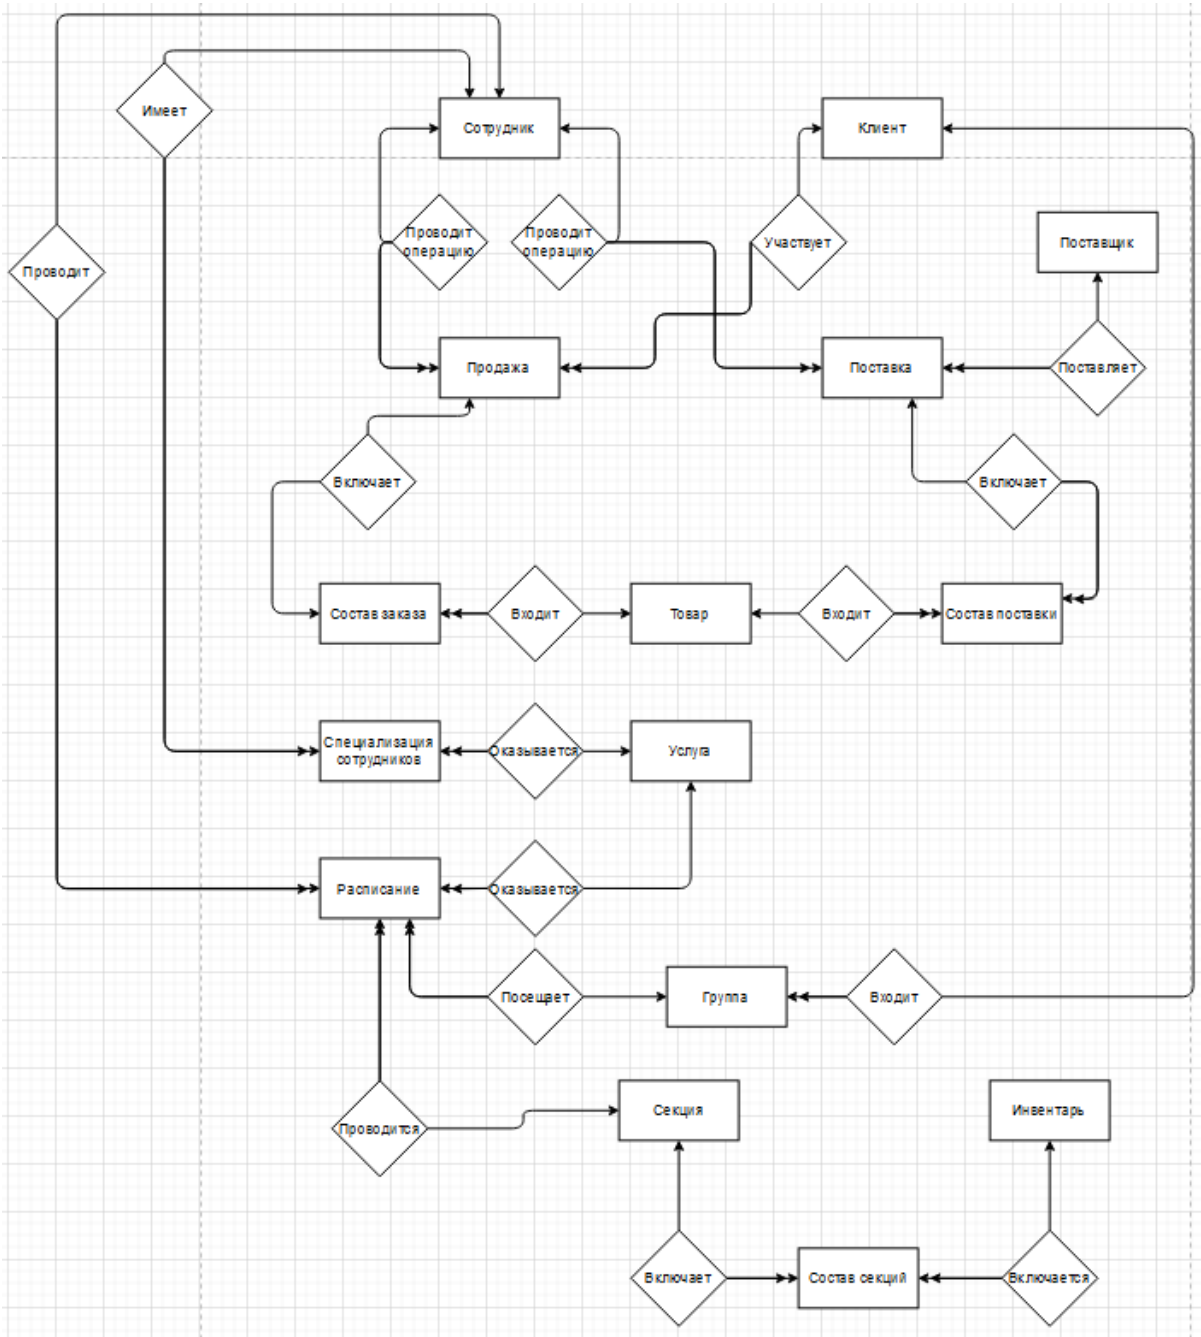 Имеет
Сотрудник
Клиент
Проводит
операцию
Проводит
операцию
Участвует
Поставщик
Проводит
Продажа
Поставка
Поставляет
Включает
Включает
Состав заказа
Входит
Товар
Входит
Состав поставки
Специализация
сотрудников
Оказывается
Услуга
Расписание
Оказывается
Посещает
Группа
Входит
Проводится
Секция
Инвентарь
Включает
Состав секций
Включается